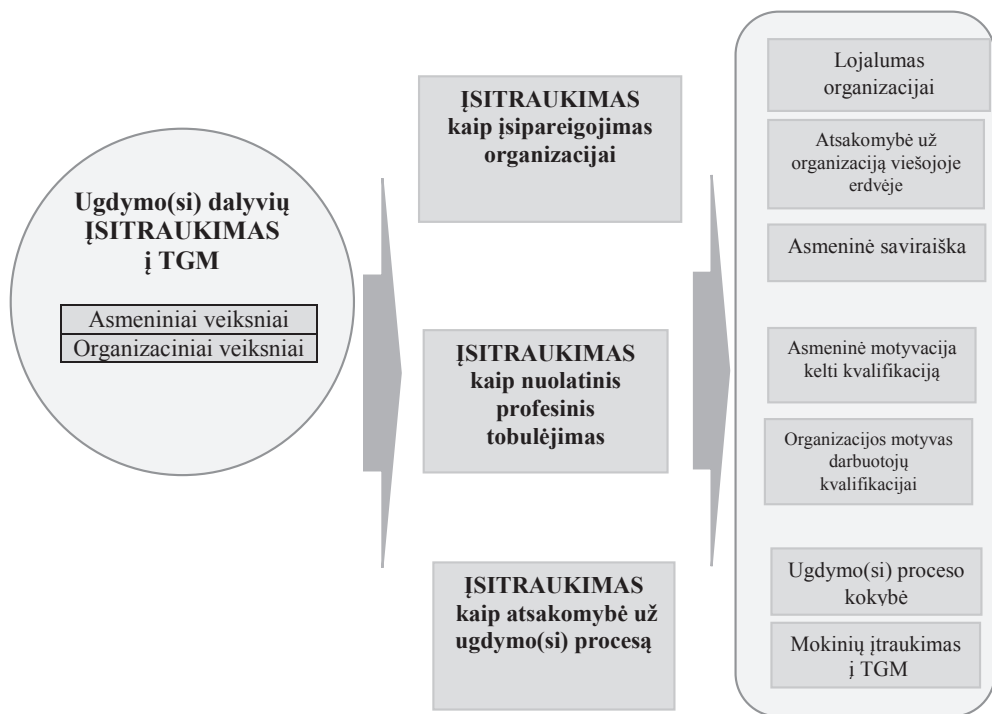 Ugdymo(si) dalyvių
ĮSITRAUKIMAS
į TGM
Asmeniniai veiksniai
Organizaciniai veiksniai
ĮSITRAUKIMAS
kaip įsipareigojimas
organizacijai
ĮSITRAUKIMAS
kaip nuolatinis
profesinis
tobulėjimas
ĮSITRAUKIMAS
kaip atsakomybė už
ugdymo(si) procesą
Lojalumas
organizacijai
Atsakomybė už
organizaciją viešojoje
erdvėje
Asmeninė saviraiška
Asmeninė motyvacija
kelti kvalifikaciją
Organizacijos motyvas
darbuotojų
kvalifikacijai
Ugdymo(si) proceso
kokybė
Mokinių įtraukimas
į TGM